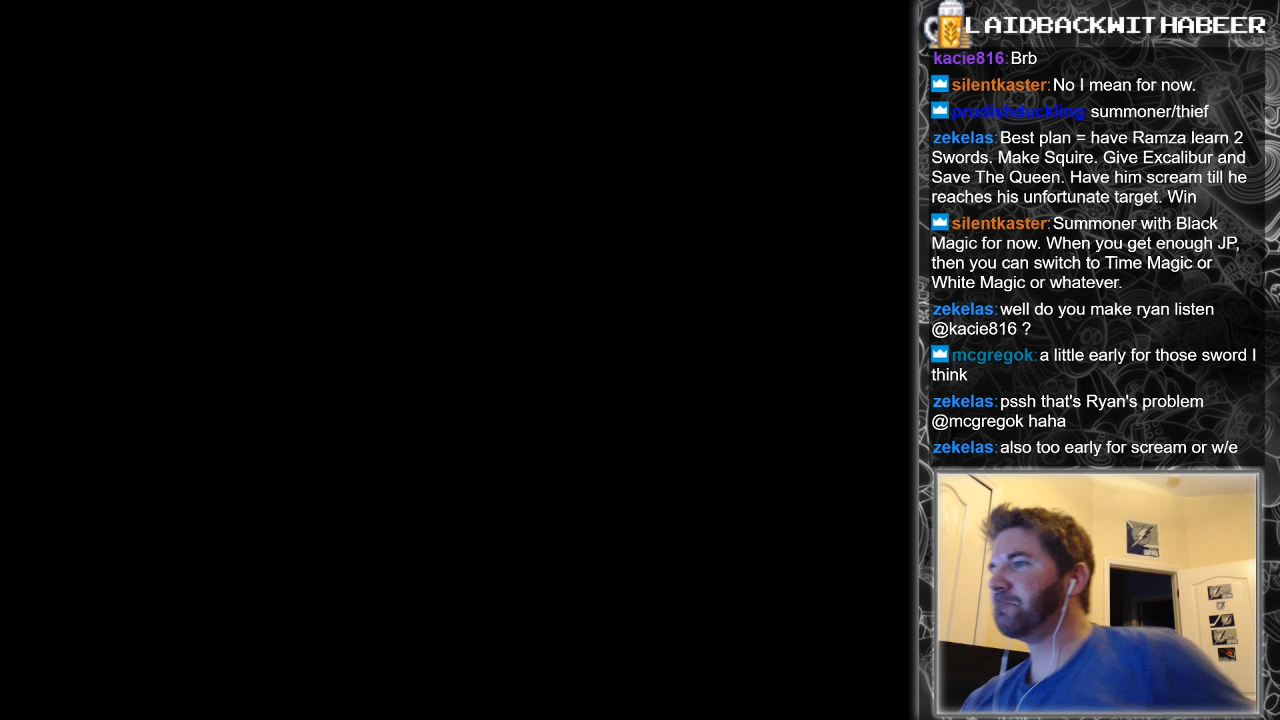 LAIDBACKWITHABEER
kacie816: Brb
silentkaster: No I mean for now.
prudishduckling: summoner/thief
zekelas: Best plan = have Ramza learn 2
Swords. Make Squire. Give Excalibur and
Save The Queen. Have him scream till he
reaches his unfortunate target. Win
silentkaster: Summoner with Black
Magic for now. When you get enough JP,
then you can switch to Time Magic or
White Magic or whatever.
zekelas: well do you make ryan listen
@kacie816 ?
mcgregok: a little early for those sword I
think
zekelas: pssh that's Ryan's problem
@mcgregok haha
zekelas: also too early for scream or w/e